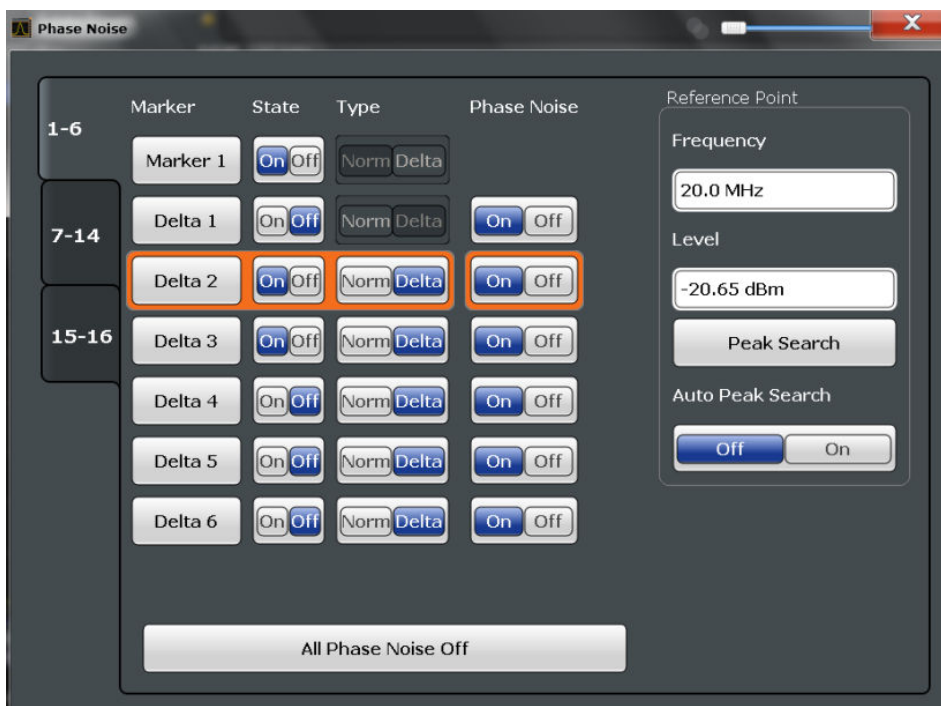 Phase Noise
1-6
7-14
15-16
Marker State Type Phase Noise
Marker 1 On Off Norm Delta
Delta 1 On Off Norm Delta On Off
Delta 2 On Off Norm Delta On Off
Delta 3 On Off Norm Delta On Off
Delta 4 On Off Norm Delta On Off
Delta 5 On Off Norm Delta On Off
Delta 6 On Off Norm Delta On Off
All Phase Noise Off
Reference Point
Frequency
20.0 MHz
Level
-20.65 dBm
Peak Search
Auto Peak Search
Off On